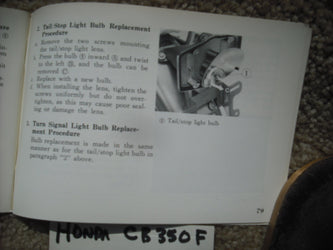 2. Tail/Stop Light Bulb Replacement
Procedure
a. Remove the two screws mounting
the tail/stop light lens.
b. Press the bulb ① inward Ⓐ and twist
to the left Ⓑ, and the bulb can be
removed Ⓒ.
c. Replace with a new bulb.
d. When installing the lens, tighten the
screws uniformly but do not over-
tighten, as this may cause poor seal-
ing or damage the lens.
3. Turn Signal Light Bulb Replace-
ment Procedure
Bulb replacement is made in the same
manner as for the tail/stop light bulb in
paragraph "2" above.
① Tail/stop light bulb
79
HONDA CB350F